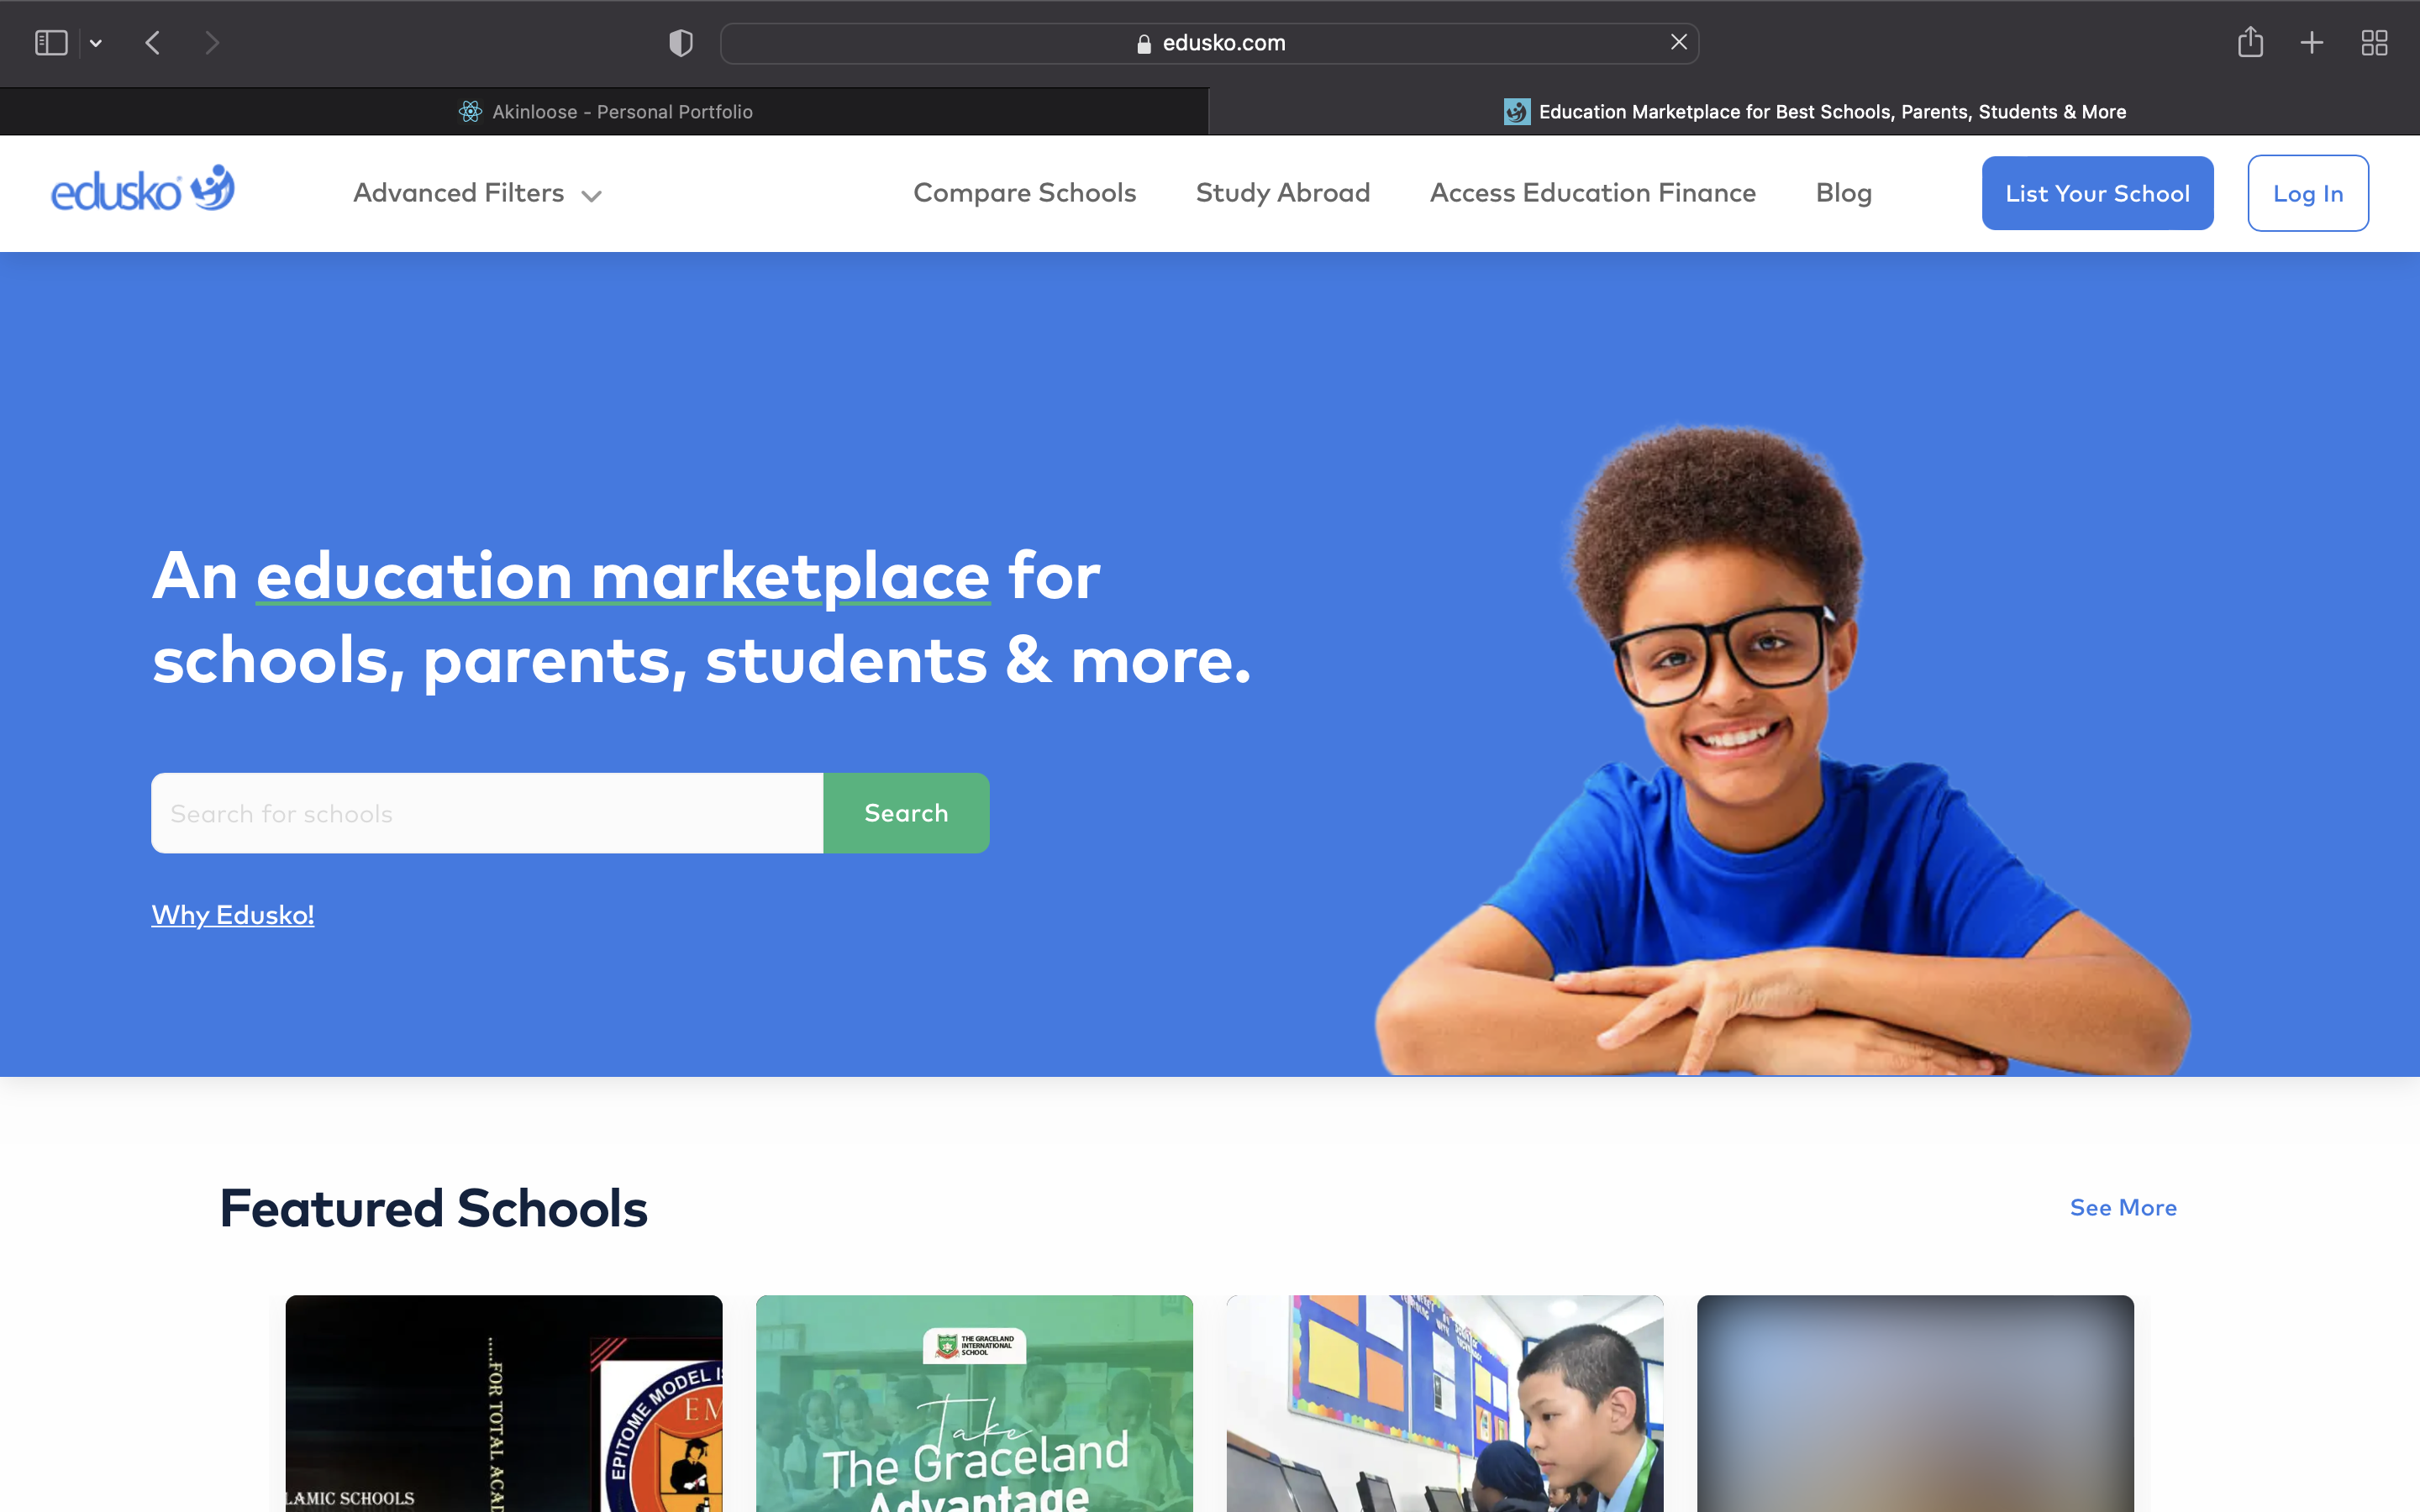 edusko.com
Akinloose - Personal Portfolio
Education Marketplace for Best Schools, Parents, Students & More
edusko
Advanced Filters
Compare Schools
Study Abroad
Access Education Finance
Blog
List Your School
Log In
An education marketplace for
schools, parents, students & more.
Search for schools
Search
Why Edusko!
Featured Schools
See More
.....FOR TOTAL ACAD
EPITOME MODEL IS
EM
LAMIC SCHOOLS
THE GRACELAND
INTERNATIONAL
SCHOOL
Take
The Graceland
Advantage